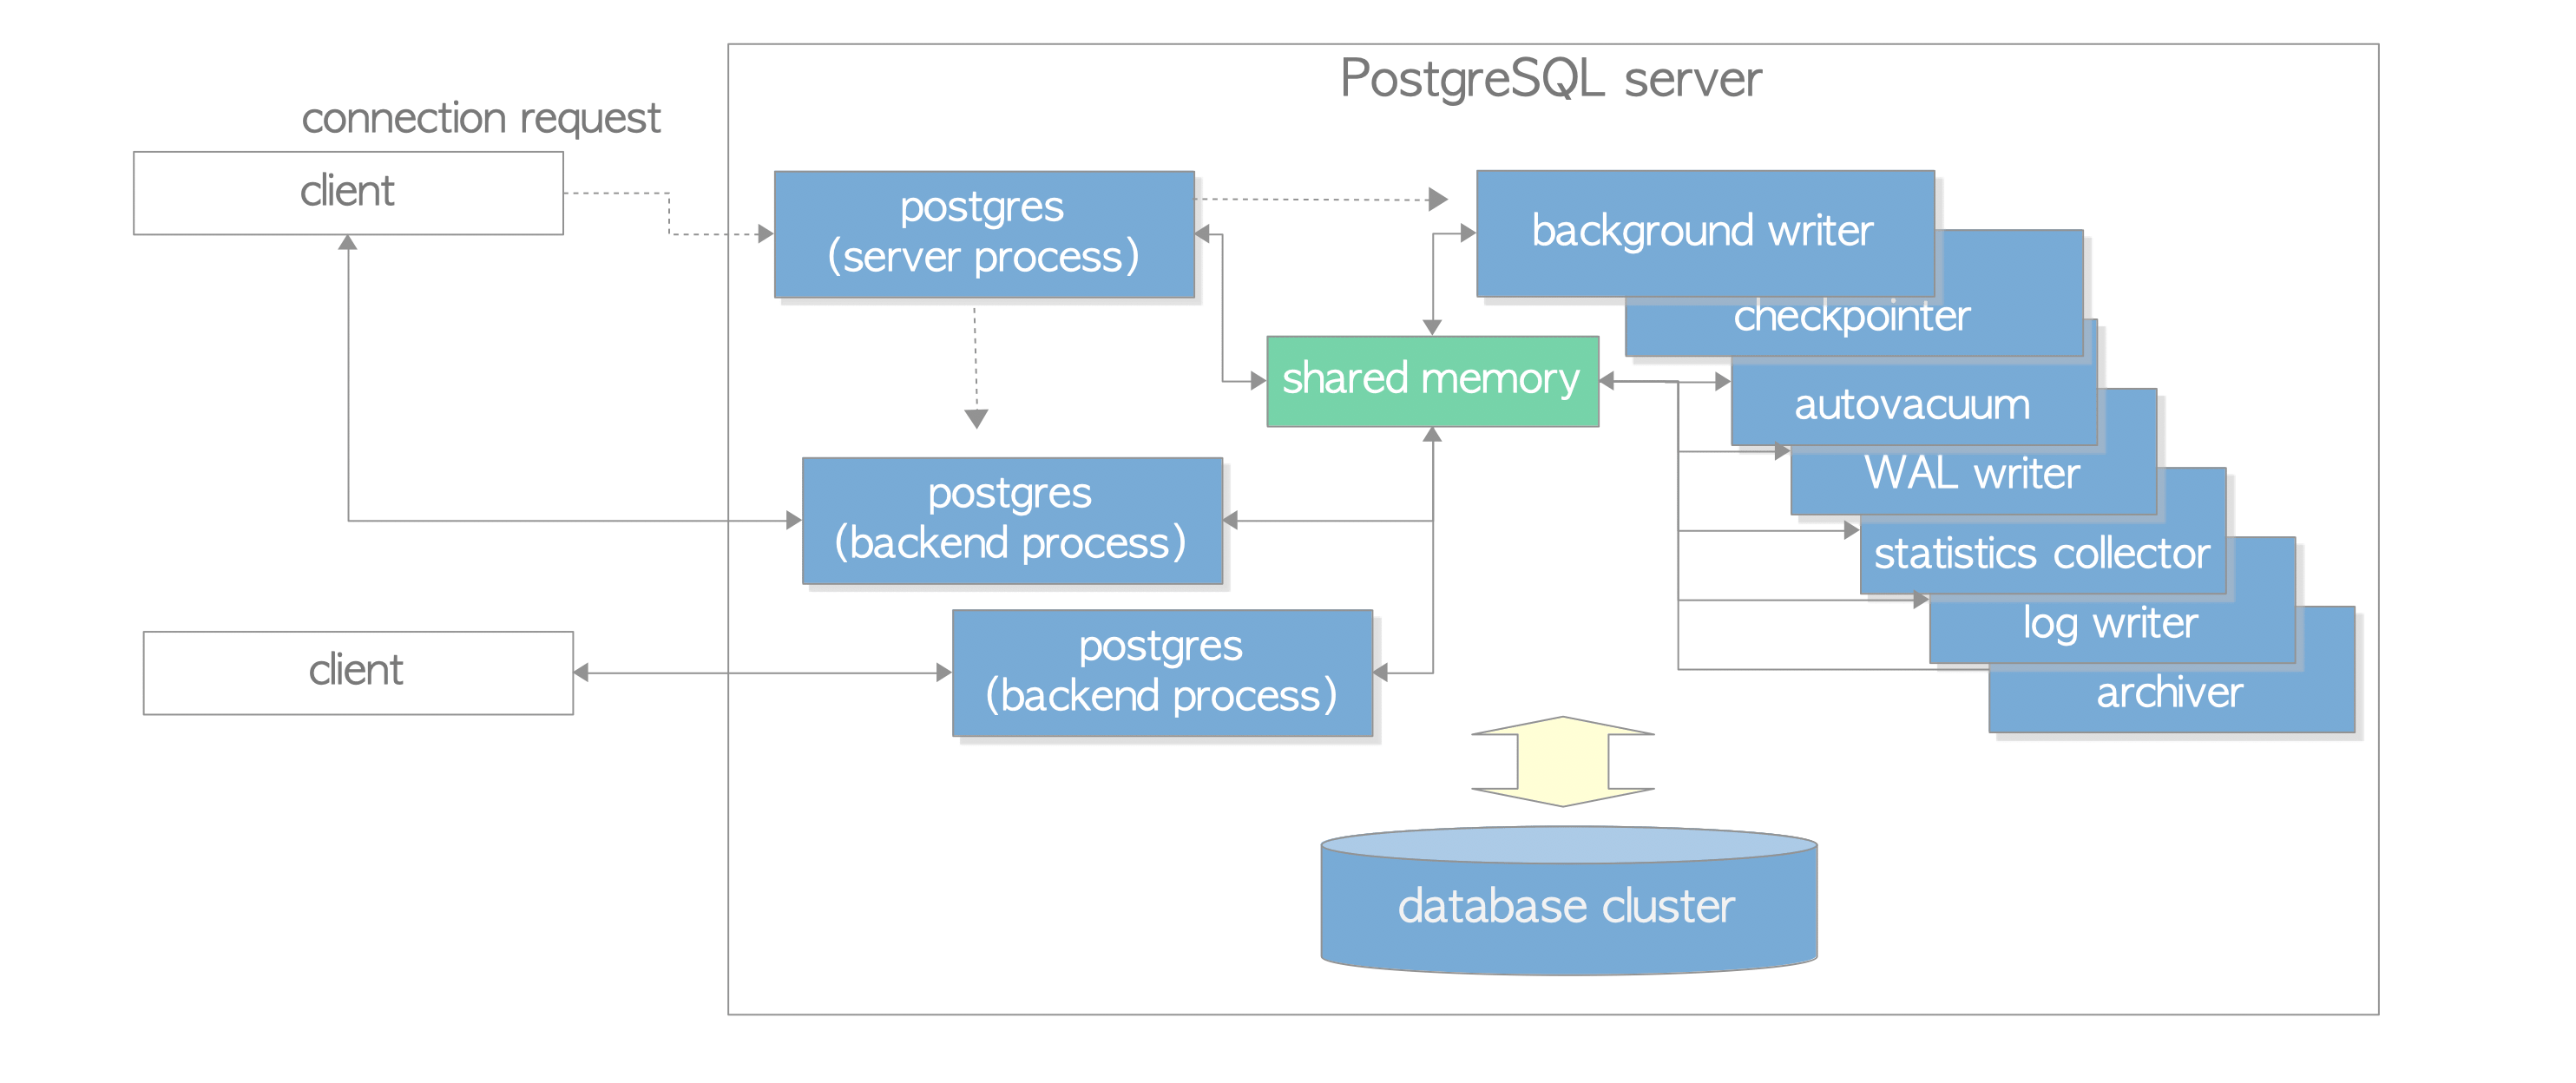 PostgreSQL server
connection request
client
postgres
(server process)
background writer
checkpointer
shared memory
autovacuum
WAL writer
postgres
(backend process)
statistics collector
log writer
client
postgres
(backend process)
archiver
database cluster